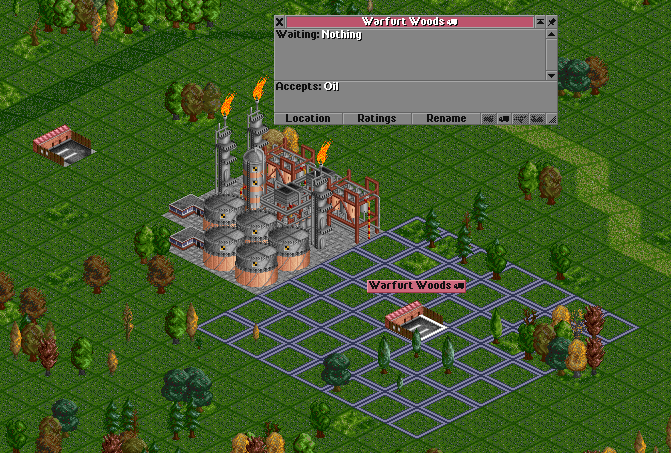 Warfurt Woods
Waiting: Nothing
Accepts: Oil
Location Ratings Rename
Warfurt Woods